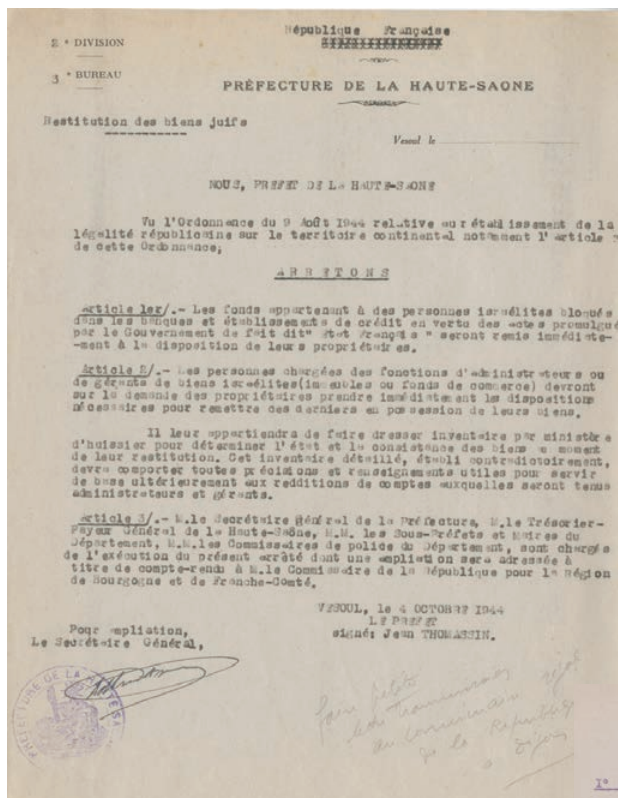 République Française
2 e DIVISION
3 e BUREAU
PRÉFECTURE DE LA HAUTE-SAONE
Restitution des biens juifs
Vesoul le
NOUS, PREFET DE LA HAUTE-SAONE
Vu l'Ordonnance du 9 Août 1944 relative au rétablissement de la
légalité républicaine sur le territoire continental notamment l'article
de cette Ordonnance,
ARRETONS
Article 1er/.- Les fonds appartenant à des personnes israélites bloqués
dans les banques et établissements de crédit en vertu des actes promulgué
par le Gouvernement de fait dit" Etat Français " seront remis immédiate-
-ment à la disposition de leurs propriétaires.
Article 2/.- Les personnes chargées des fonctions d'administrateurs ou
de gérants de biens israélites(immeubles ou fonds de commerce) devront
sur la demande des propriétaires prendre immédiatement les dispositions
nécessaires pour remettre ces derniers en possession de leurs biens.
Il leur appartiendra de faire dresser inventaire par ministère
d'huissier pour déterminer l'état et la consistance des biens au moment
de leur restitution. Cet inventaire détaillé, établi contradictoirement,
devra comporter toutes précisions et renseignements utiles pour servir
de base ultérieurement aux redditions de comptes auxquelles seront tenus
administrateurs et gérants.
Article 3/.- M.le Secrétaire Général de la Préfecture, M.le Trésorier-
Payeur Général de la Haute-Saône, M.M. les Sous-Préfets et Maires du
Département, M.M.les Commissaires de police du Département, sont chargés
de l'exécution du présent arrêté dont une ampliation sera adressée à
titre de compte-rendu à M.le Commissaire de la République pour la Région
de Bourgogne et de Franche-Comté.
VESOUL, le 4 OCTOBRE 1944
LE PREFET
signé: Jean THOMASSIN.
Pour ampliation,
Le Secrétaire Général,
PREFECTURE DE LA
de la République
à Dijon